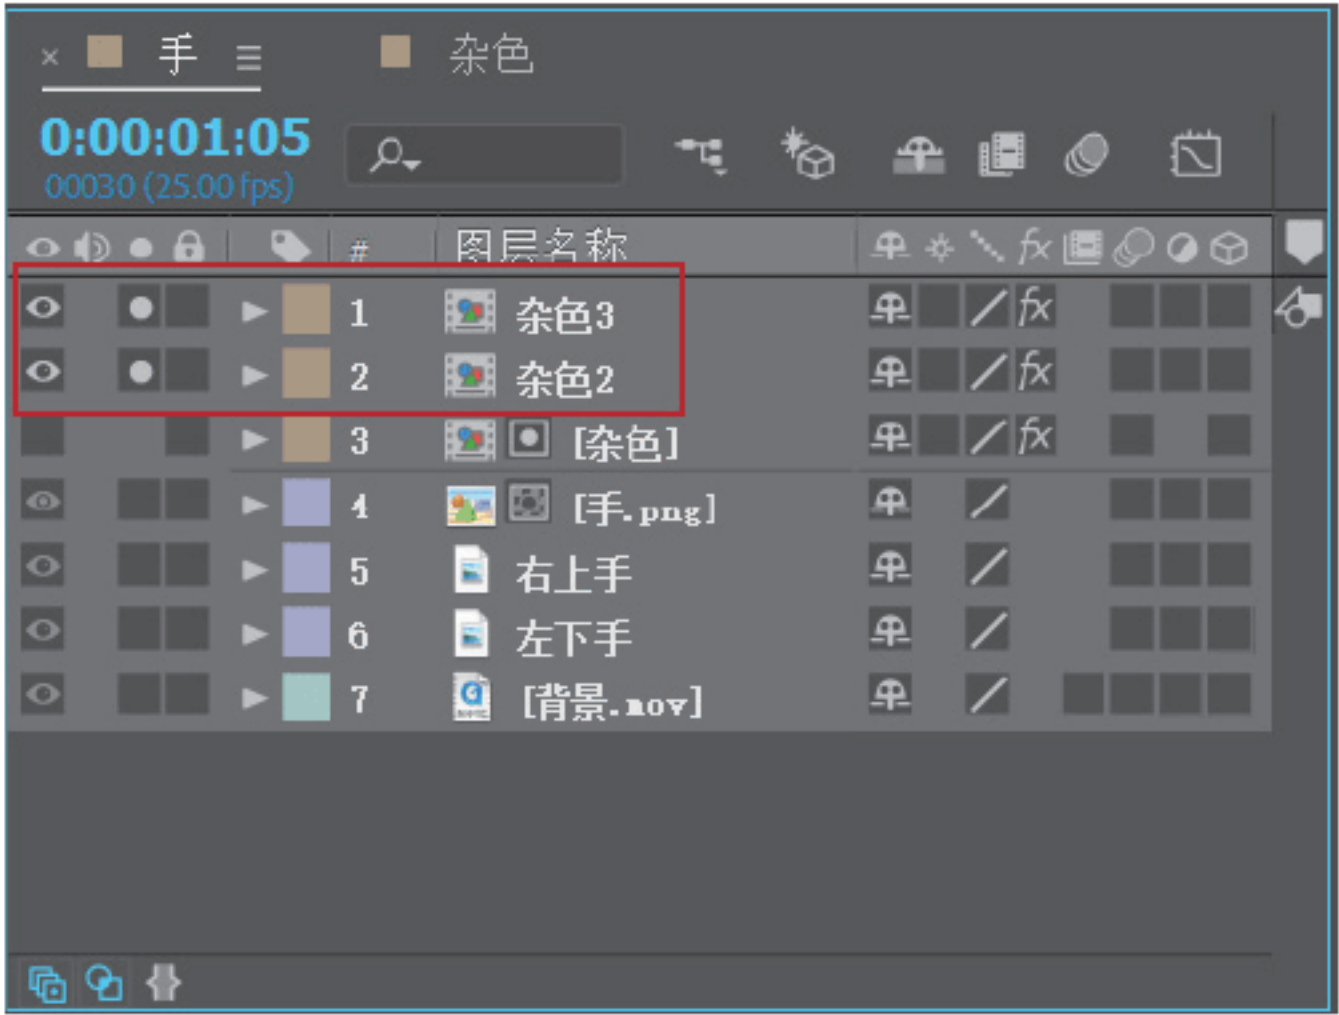 手 杂色
0:00:01:05
00030 (25.00 fps)
# 图层名称
1 杂色3
2 杂色2
3 [杂色]
4 [手.png]
5 右上手
6 左下手
7 [背景.mov]